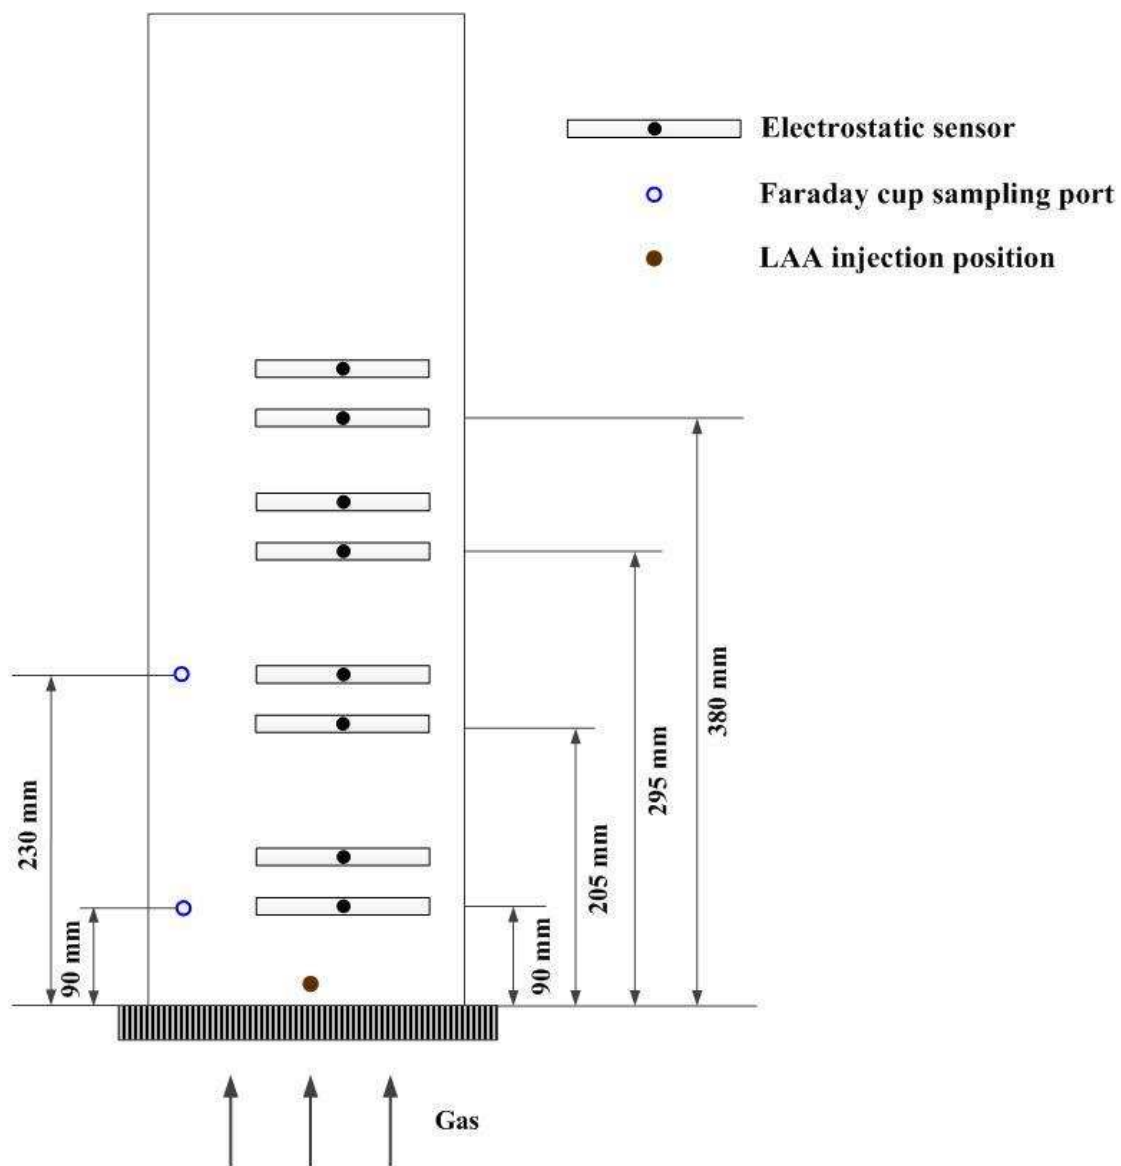 Electrostatic sensor
Faraday cup sampling port
LAA injection position
380 mm
295 mm
230 mm
205 mm
90 mm
90 mm
Gas